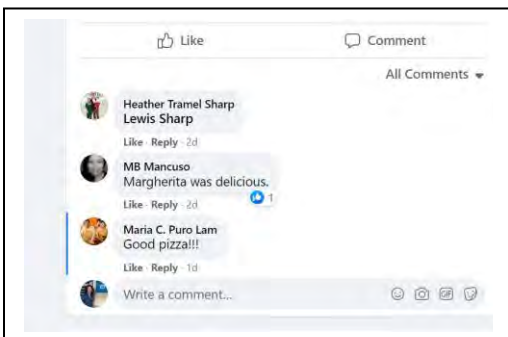 Like Comment
All Comments
Heather Tramel Sharp
Lewis Sharp
Like · Reply · 2d
MB Mancuso
Margherita was delicious.
1
Like · Reply · 2d
Maria C. Puro Lam
Good pizza!!!
Like · Reply · 1d
Write a comment...
GIF